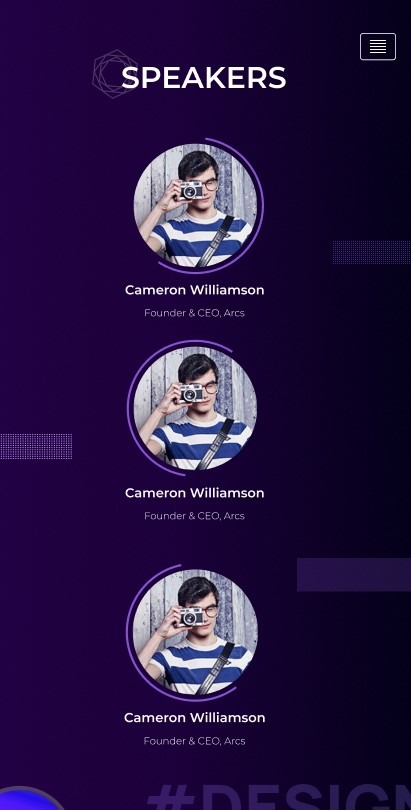 SPEAKERS
Cameron Williamson
Founder & CEO, Arcs
Cameron Williamson
Founder & CEO, Arcs
Cameron Williamson
Founder & CEO, Arcs
#DESIGN